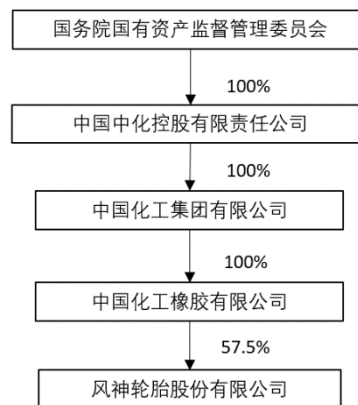 国务院国有资产监督管理委员会
100%
中国中化控股有限责任公司
100%
中国化工集团有限公司
100%
中国化工橡胶有限公司
57.5%
风神轮胎股份有限公司